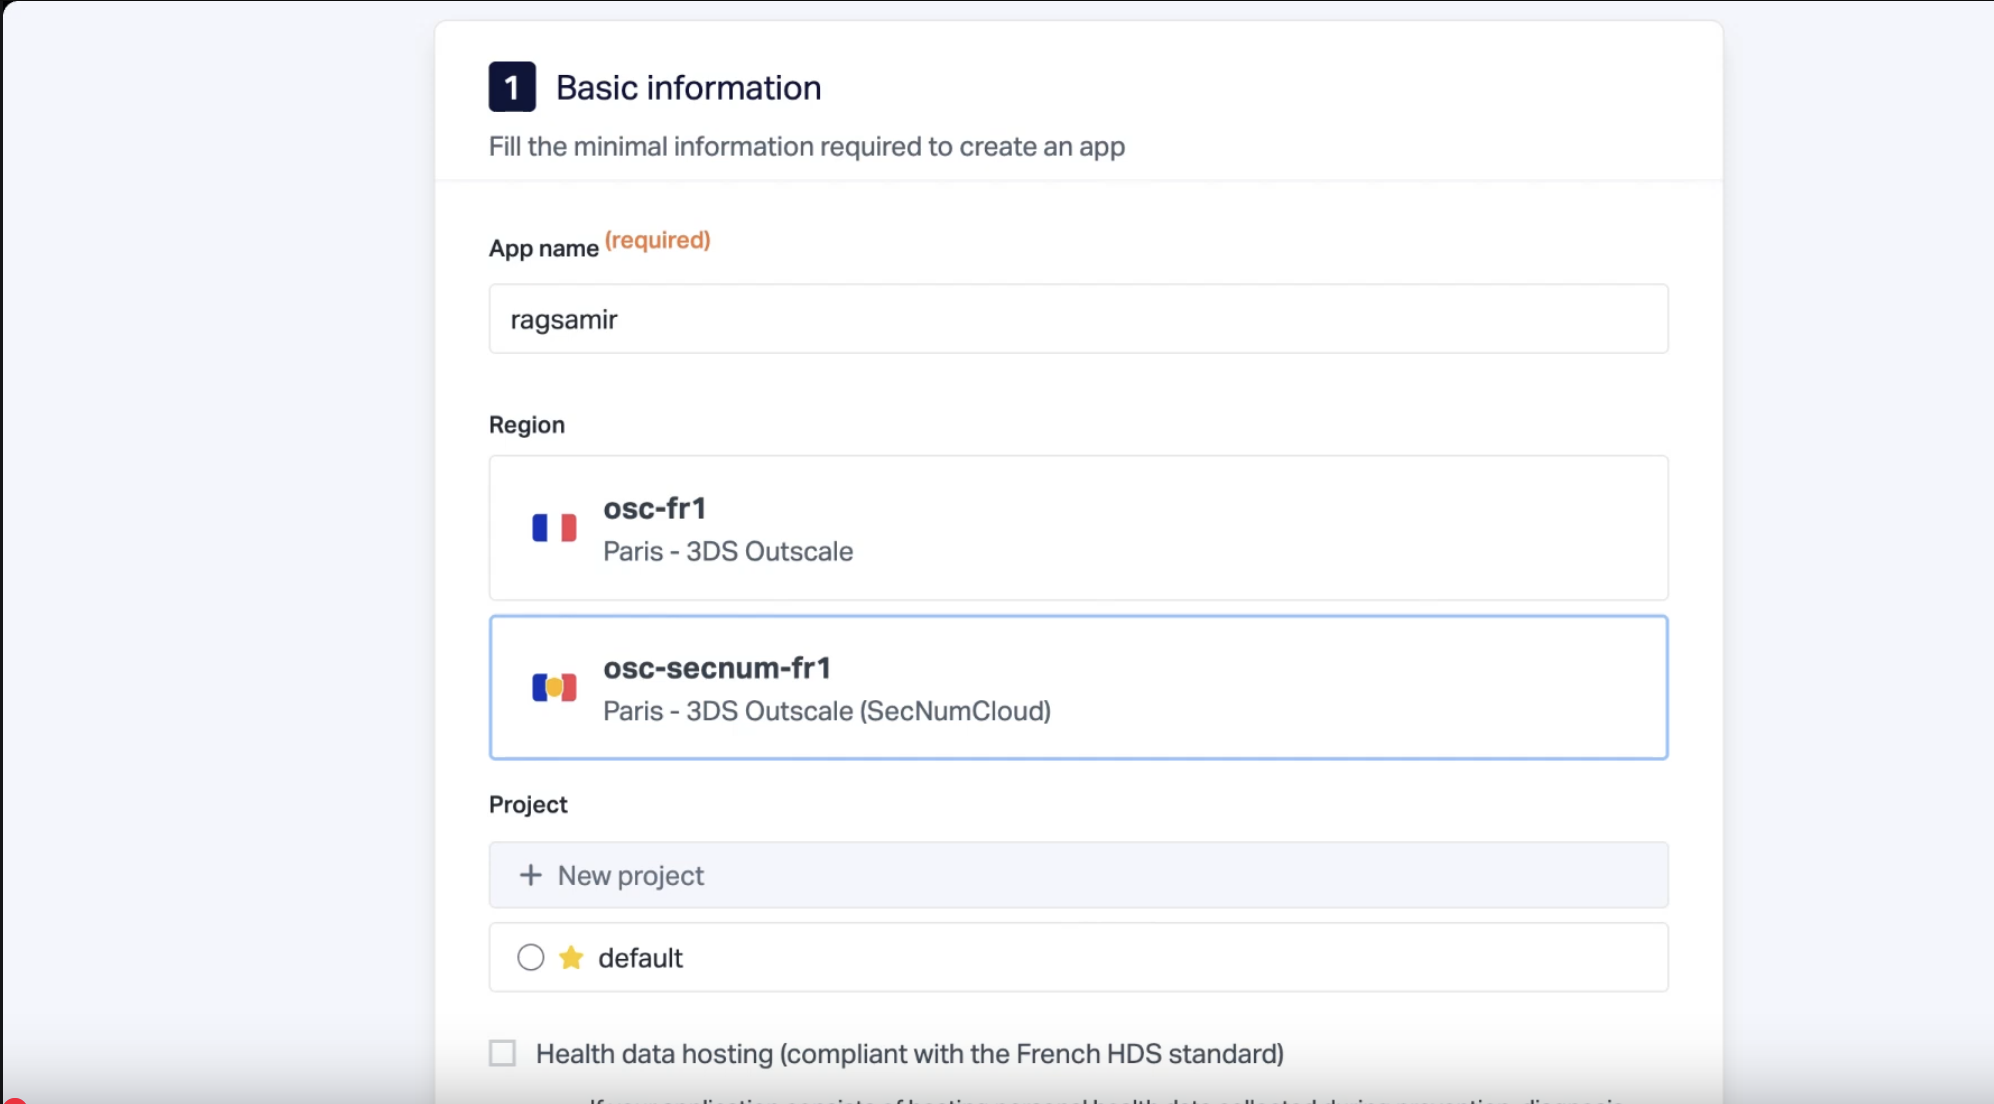 1 Basic information
Fill the minimal information required to create an app
App name (required)
ragsamir
Region
osc-fr1
Paris - 3DS Outscale
osc-secnum-fr1
Paris - 3DS Outscale (SecNumCloud)
Project
+ New project
default
Health data hosting (compliant with the French HDS standard)